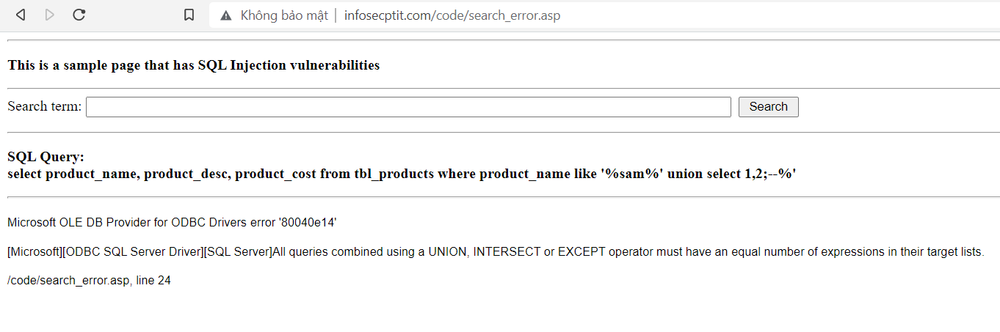 Không bảo mật | infosecptit.com/code/search_error.asp
This is a sample page that has SQL Injection vulnerabilities
Search term: Search
SQL Query:
select product_name, product_desc, product_cost from tbl_products where product_name like '%sam%' union select 1,2;--%'
Microsoft OLE DB Provider for ODBC Drivers error '80040e14'
[Microsoft][ODBC SQL Server Driver][SQL Server]All queries combined using a UNION, INTERSECT or EXCEPT operator must have an equal number of expressions in their target lists.
/code/search_error.asp, line 24